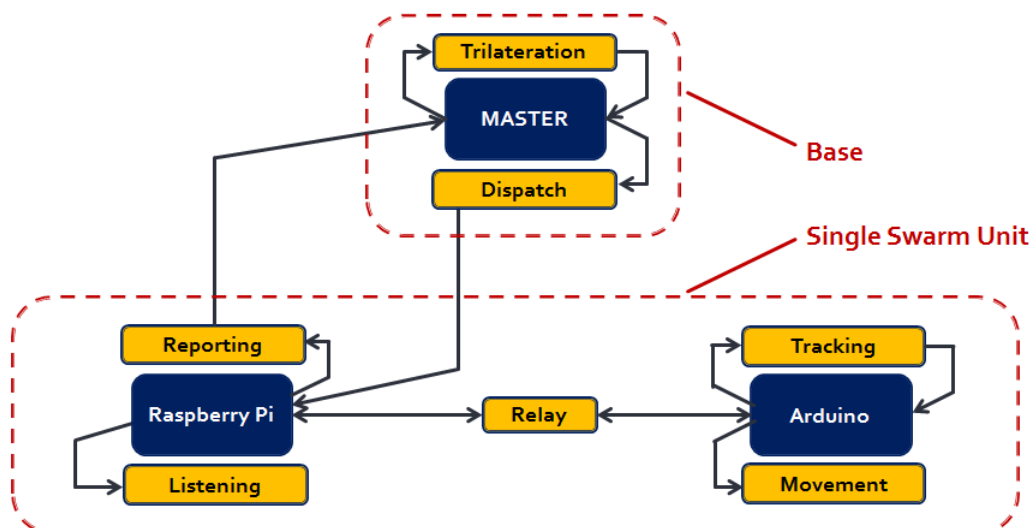 Trilateration
MASTER
Base
Dispatch
Single Swarm Unit
Reporting
Tracking
Raspberry Pi
Relay
Arduino
Listening
Movement